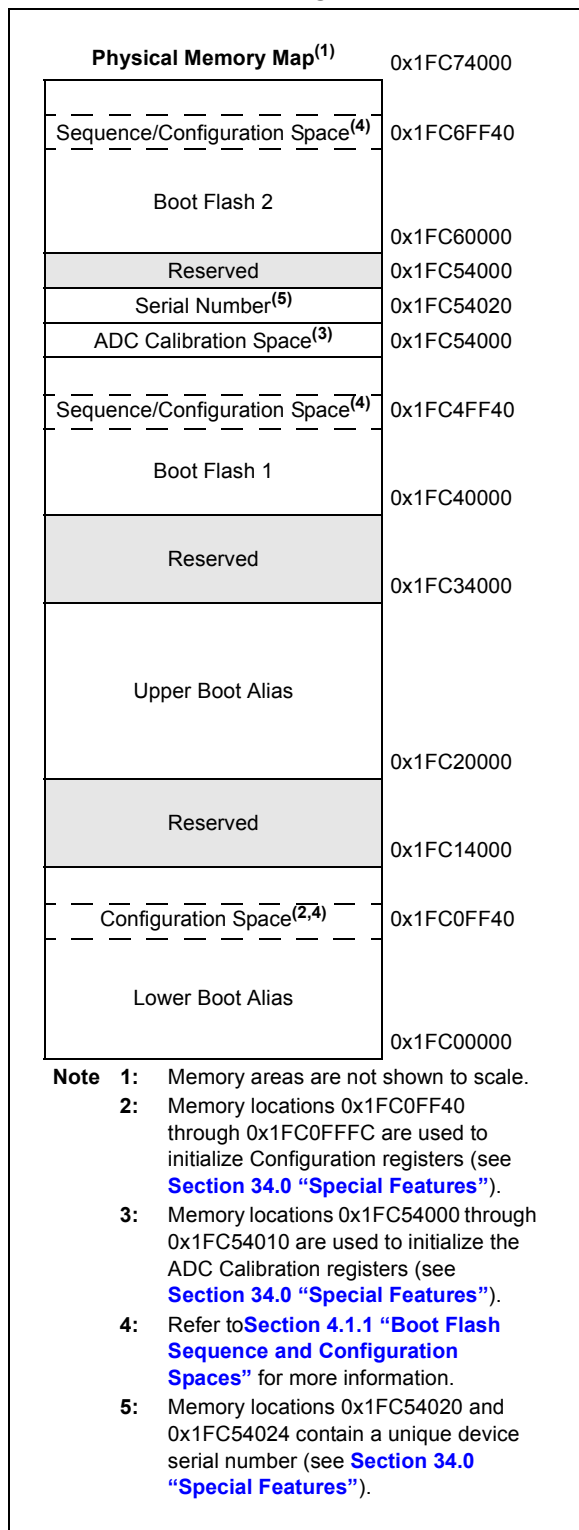 Physical Memory Map(1) 0x1FC74000
Sequence/Configuration Space(4) 0x1FC6FF40
Boot Flash 2
0x1FC60000
Reserved 0x1FC54000
Serial Number(5) 0x1FC54020
ADC Calibration Space(3) 0x1FC54000
Sequence/Configuration Space(4) 0x1FC4FF40
Boot Flash 1
0x1FC40000
Reserved
0x1FC34000
Upper Boot Alias
0x1FC20000
Reserved
0x1FC14000
Configuration Space(2,4) 0x1FC0FF40
Lower Boot Alias
0x1FC00000
Note 1: Memory areas are not shown to scale.
2: Memory locations 0x1FC0FF40
through 0x1FC0FFFC are used to
initialize Configuration registers (see
Section 34.0 “Special Features”).
3: Memory locations 0x1FC54000 through
0x1FC54010 are used to initialize the
ADC Calibration registers (see
Section 34.0 “Special Features”).
4: Refer toSection 4.1.1 “Boot Flash
Sequence and Configuration
Spaces” for more information.
5: Memory locations 0x1FC54020 and
0x1FC54024 contain a unique device
serial number (see Section 34.0
“Special Features”).